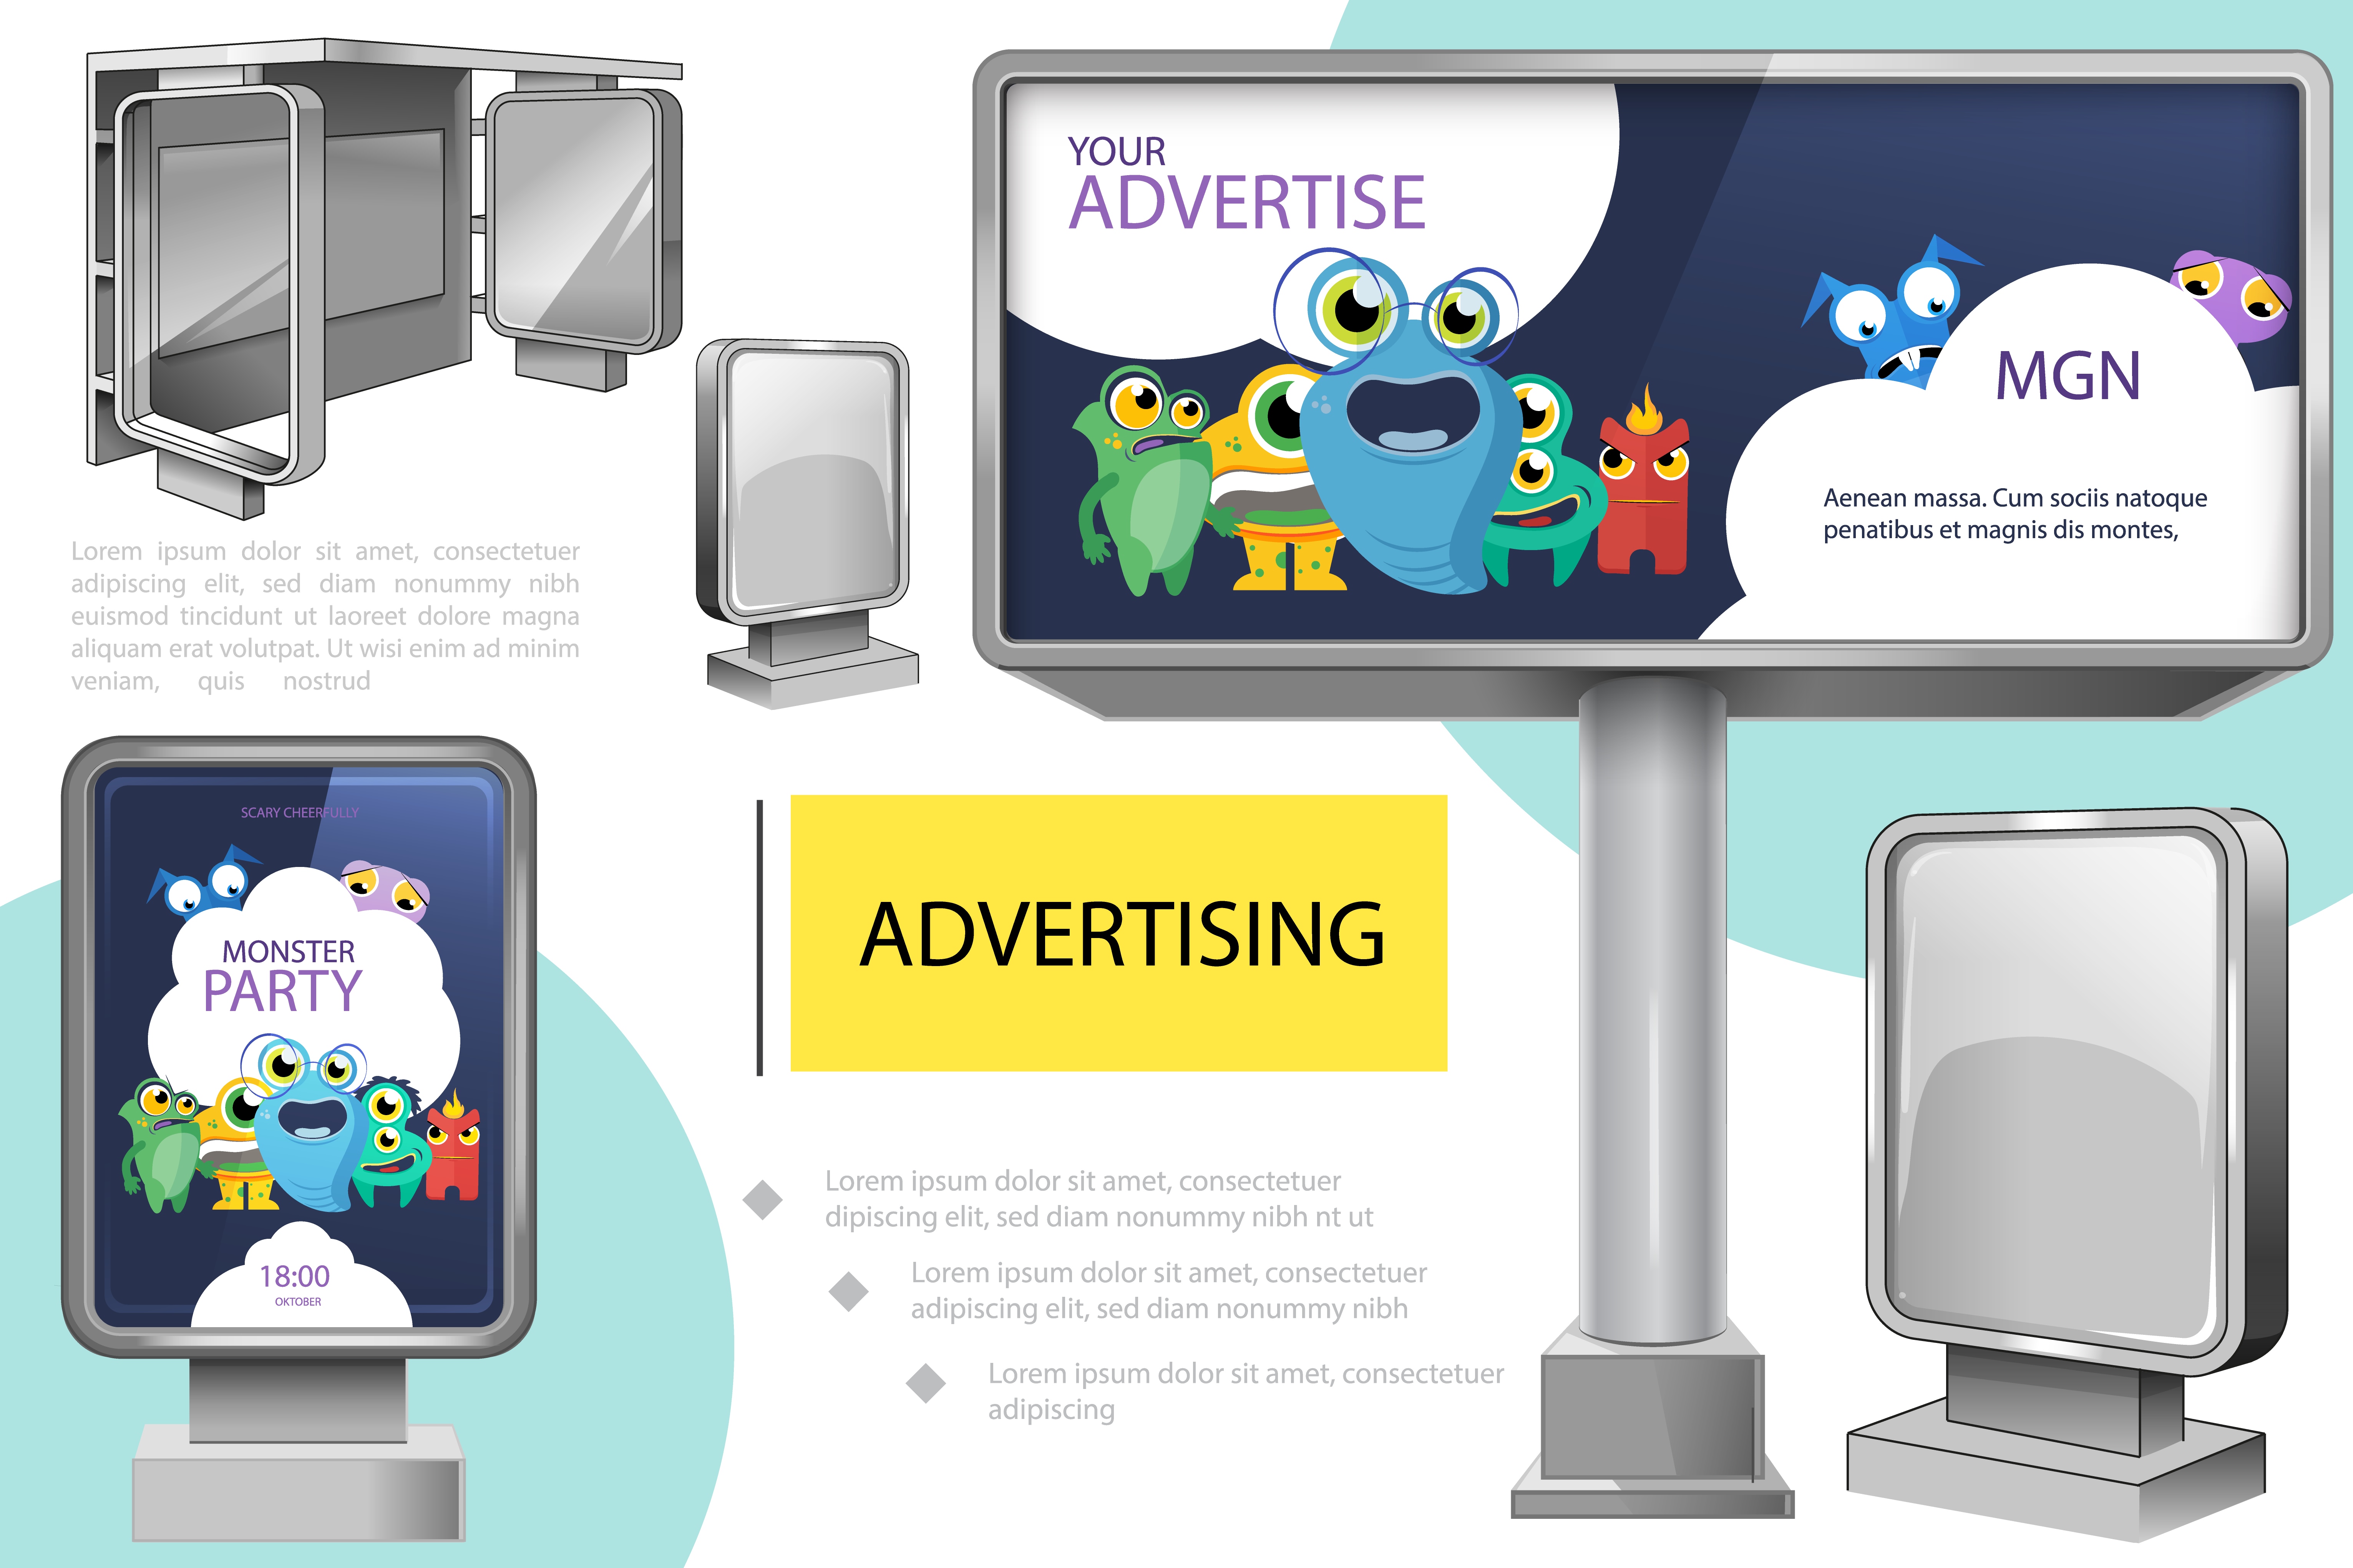 YOUR
ADVERTISE
MGN
Aenean massa. Cum sociis natoque
penatibus et magnis dis montes,
Lorem ipsum dolor sit amet, consectetuer
adipiscing elit, sed diam nonummy nibh
euismod tincidunt ut laoreet dolore magna
aliquam erat volutpat. Ut wisi enim ad minim
veniam, quis nostrud
SCARY CHEERFULLY
MONSTER
PARTY
18:00
OKTOBER
ADVERTISING
Lorem ipsum dolor sit amet, consectetuer
dipiscing elit, sed diam nonummy nibh nt ut
Lorem ipsum dolor sit amet, consectetuer
adipiscing elit, sed diam nonummy nibh
Lorem ipsum dolor sit amet, consectetuer
adipiscing